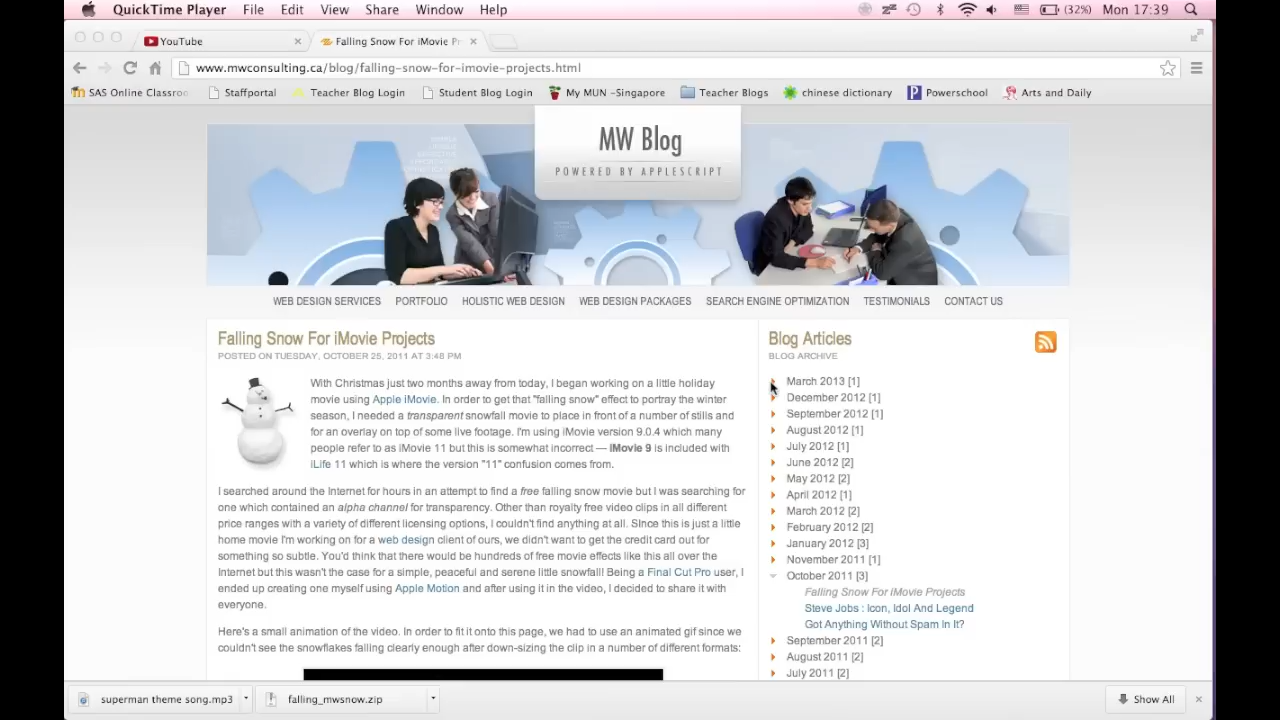 QuickTime Player File Edit View Share Window Help (32%) Mon 17:39
YouTube Falling Snow For iMovie Pr
www.mwconsulting.ca/blog/falling-snow-for-imovie-projects.html
SAS Online Classroo Staffportal Teacher Blog Login Student Blog Login My MUN -Singapore Teacher Blogs chinese dictionary Powerschool Arts and Daily
MW Blog
POWERED BY APPLESCRIPT
WEB DESIGN SERVICES PORTFOLIO HOLISTIC WEB DESIGN WEB DESIGN PACKAGES SEARCH ENGINE OPTIMIZATION TESTIMONIALS CONTACT US
Falling Snow For iMovie Projects
POSTED ON TUESDAY, OCTOBER 25, 2011 AT 3:48 PM
With Christmas just two months away from today, I began working on a little holiday
movie using Apple iMovie. In order to get that "falling snow" effect to portray the winter
season, I needed a transparent snowfall movie to place in front of a number of stills and
for an overlay on top of some live footage. I'm using iMovie version 9.0.4 which many
people refer to as iMovie 11 but this is somewhat incorrect — iMovie 9 is included with
iLife 11 which is where the version "11" confusion comes from.
I searched around the Internet for hours in an attempt to find a free falling snow movie but I was searching for
one which contained an alpha channel for transparency. Other than royalty free video clips in all different
price ranges with a variety of different licensing options, I couldn't find anything at all. Since this is just a little
home movie I'm working on for a web design client of ours, we didn't want to get the credit card out for
something so subtle. You'd think that there would be hundreds of free movie effects like this all over the
Internet but this wasn't the case for a simple, peaceful and serene little snowfall! Being a Final Cut Pro user, I
ended up creating one myself using Apple Motion and after using it in the video, I decided to share it with
everyone.
Here's a small animation of the video. In order to fit it onto this page, we had to use an animated gif since we
couldn't see the snowflakes falling clearly enough after down-sizing the clip in a number of different formats:
Blog Articles
BLOG ARCHIVE
March 2013 [1]
December 2012 [1]
September 2012 [1]
August 2012 [1]
July 2012 [1]
June 2012 [2]
May 2012 [2]
April 2012 [1]
March 2012 [2]
February 2012 [2]
January 2012 [3]
November 2011 [1]
October 2011 [3]
Falling Snow For iMovie Projects
Steve Jobs : Icon, Idol And Legend
Got Anything Without Spam In It?
September 2011 [2]
August 2011 [2]
July 2011 [2]
superman theme song.mp3 falling_mwsnow.zip Show All